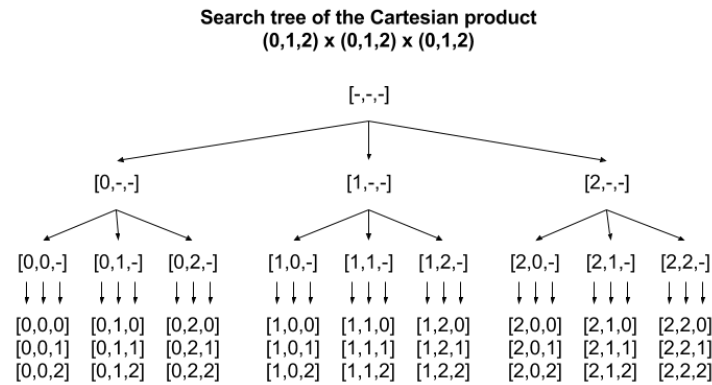 Search tree of the Cartesian product
(0,1,2) x (0,1,2) x (0,1,2)
[-,-,-]
[0,-,-] [1,-,-] [2,-,-]
[0,0,-] [0,1,-] [0,2,-] [1,0,-] [1,1,-] [1,2,-] [2,0,-] [2,1,-] [2,2,-]
[0,0,0] [0,1,0] [0,2,0] [1,0,0] [1,1,0] [1,2,0] [2,0,0] [2,1,0] [2,2,0]
[0,0,1] [0,1,1] [0,2,1] [1,0,1] [1,1,1] [1,2,1] [2,0,1] [2,1,1] [2,2,1]
[0,0,2] [0,1,2] [0,2,2] [1,0,2] [1,1,2] [1,2,2] [2,0,2] [2,1,2] [2,2,2]